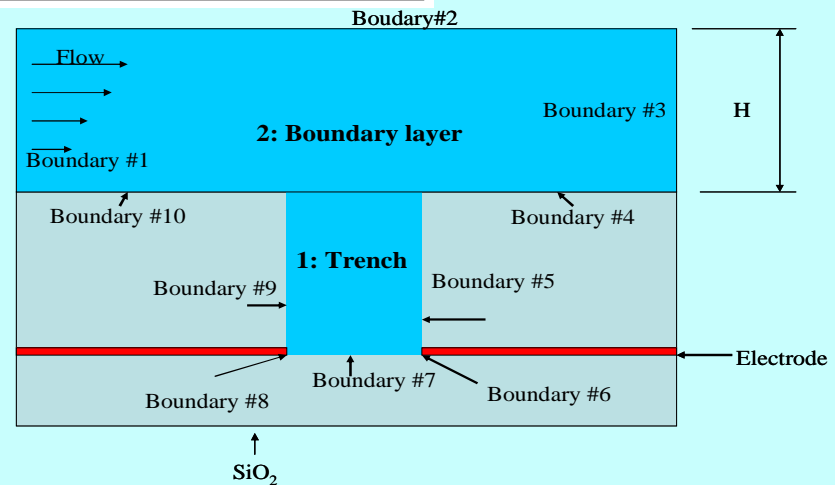 Boudary#2
Flow
Boundary #3
H
2: Boundary layer
Boundary #1
Boundary #10
Boundary #4
1: Trench
Boundary #9
Boundary #5
Electrode
Boundary #7
Boundary #8
Boundary #6
SiO₂